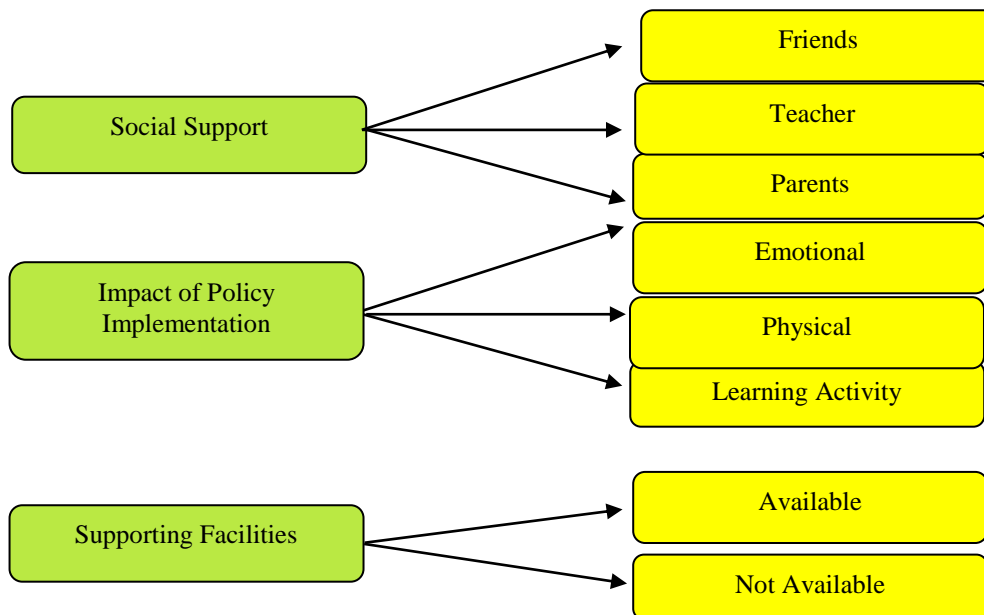 Social Support
Friends
Teacher
Parents
Impact of Policy
Implementation
Emotional
Physical
Learning Activity
Supporting Facilities
Available
Not Available